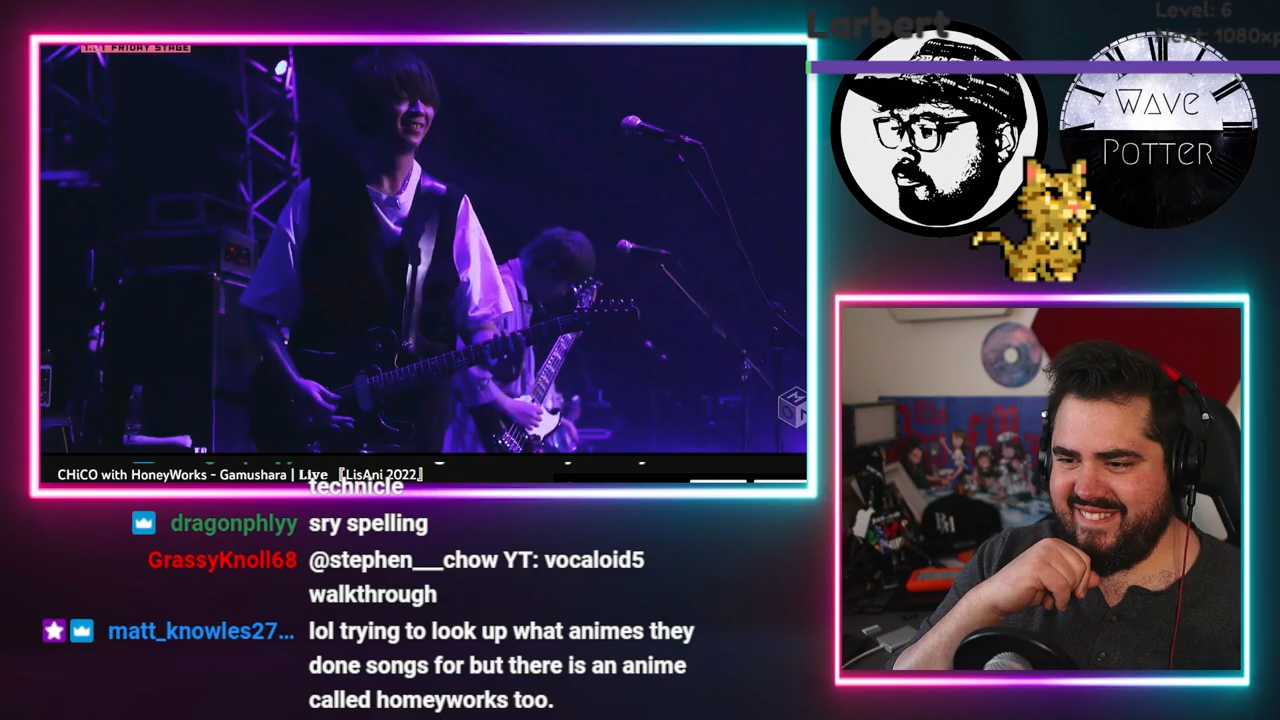 FRIDAY STAGE
Larbert
Level: 6
Next: 1080xp
WAVE
POTTER
CHiCO with HoneyWorks - Gamushara | Live 『LisAni 2022』
technicle
dragonphlyy sry spelling
GrassyKnoll68 @stephen___chow YT: vocaloid5
walkthrough
matt_knowles27... lol trying to look up what animes they
done songs for but there is an anime
called homeyworks too.